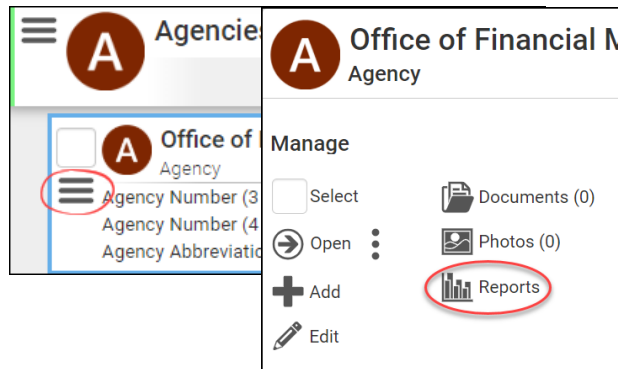 A
Agencies
A
Office of
Agency
Agency Number (3
Agency Number (4
Agency Abbreviatio
A
Office of Financial M
Agency
Manage
Select
Documents (0)
Open
Photos (0)
Add
Reports
Edit